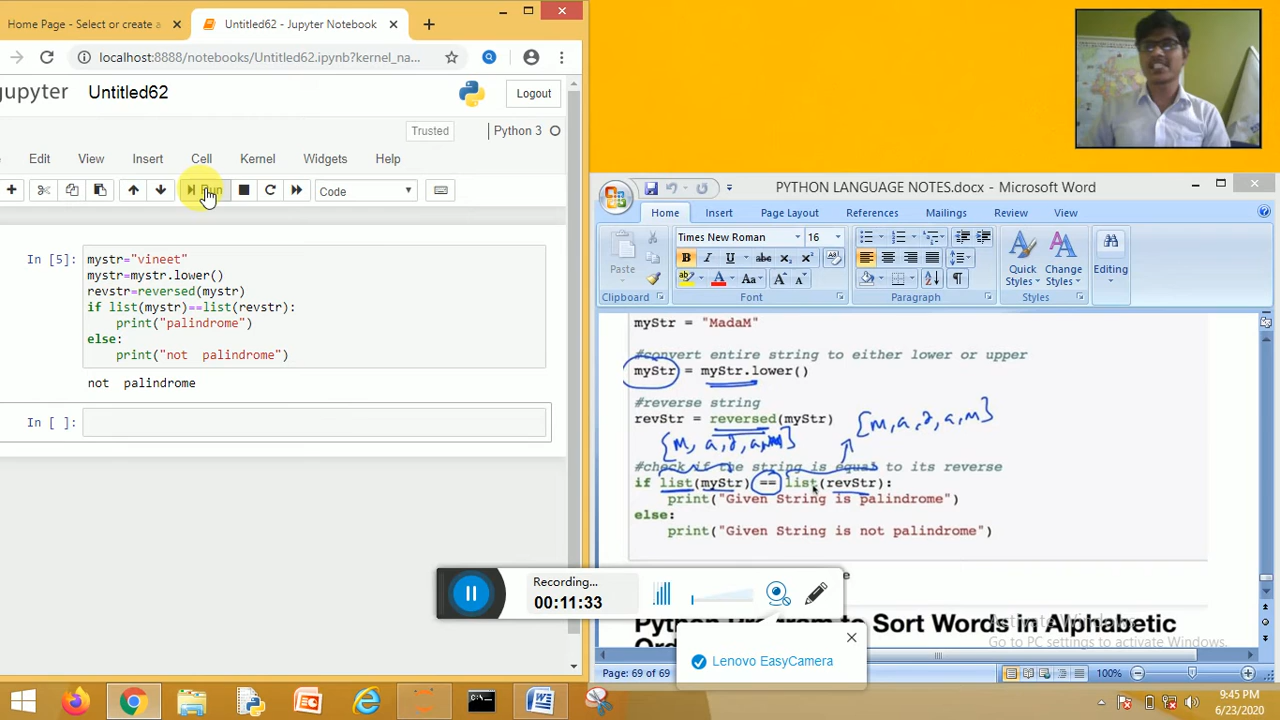 Home Page - Select or create a
Untitled62 - Jupyter Notebook
localhost:8888/notebooks/Untitled62.ipynb?kernel_na...
jupyter Untitled62
Logout
Trusted
Python 3
Edit View Insert Cell Kernel Widgets Help
Run
Code
In [5]:
mystr="vineet"
mystr=mystr.lower()
revstr=reversed(mystr)
if list(mystr)==list(revstr):
print("palindrome")
else:
print("not  palindrome")
not  palindrome
In [ ]:
PYTHON LANGUAGE NOTES.docx - Microsoft Word
Home Insert Page Layout References Mailings Review View
Paste
Times New Roman 16
B I U abc x₂ x²
A Aa A A
Quick Styles
Change Styles
Editing
Clipboard Font Paragraph Styles
myStr = "MadaM"
#convert entire string to either lower or upper
myStr = myStr.lower()
#reverse string
revStr = reversed(myStr)
{m, a, d, a, m}
{m, a, d, a, m}
#check if the string is equal to its reverse
if list(myStr) == list(revStr):
print("Given String is palindrome")
else:
print("Given String is not palindrome")
Recording...
00:11:33
Python Program to Sort Words in Alphabetic
Activate Windows
Go to PC settings to activate Windows.
Lenovo EasyCamera
Page: 69 of 69
100%
9:45 PM
6/23/2020